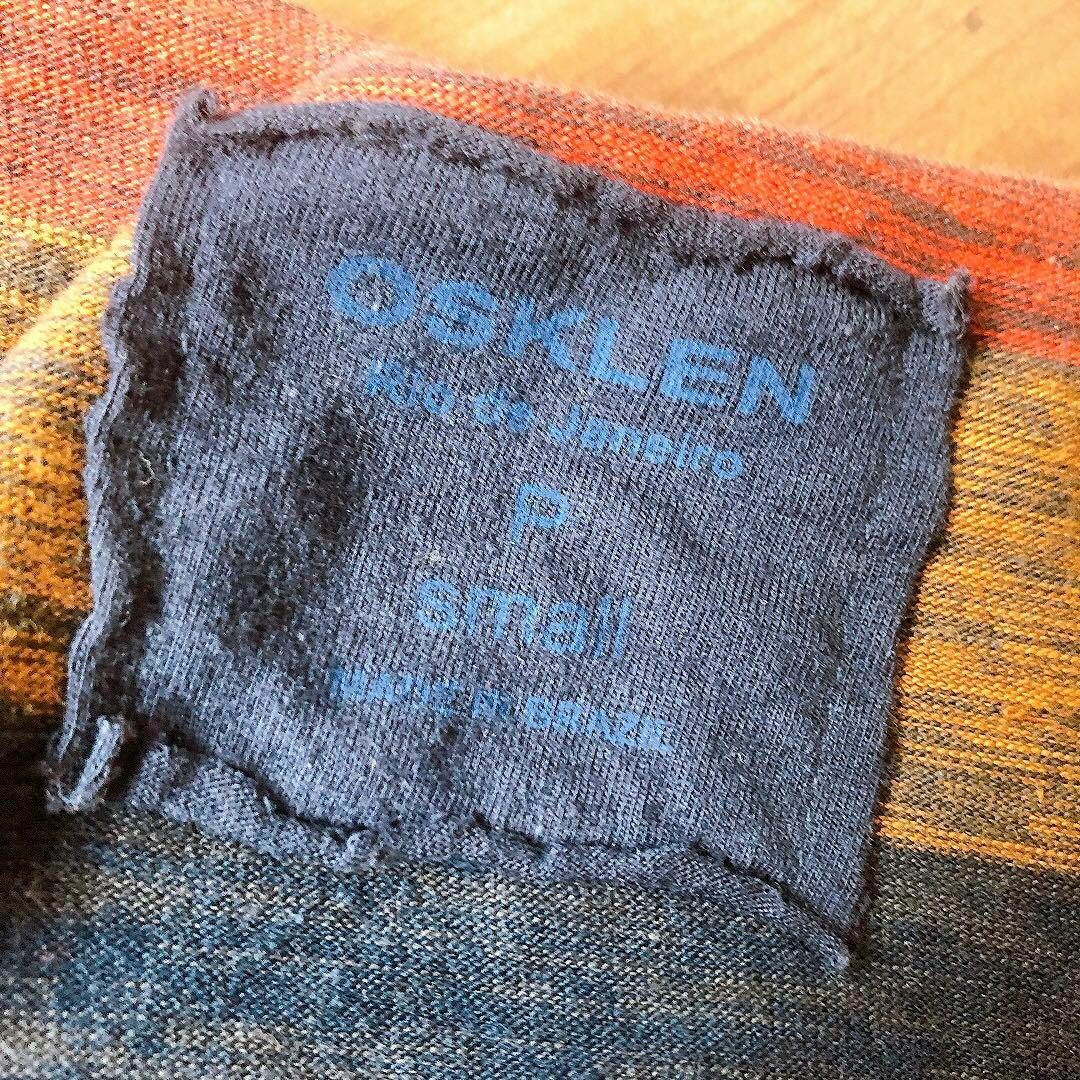 OSKLEN
Rio de Janeiro
P
small
MADE IN BRAZIL